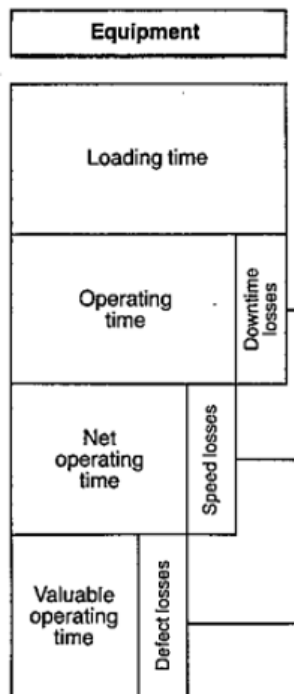 Equipment
Loading time
Operating
time
Downtime
losses
Net
operating
time
Speed losses
Valuable
operating
time
Defect losses